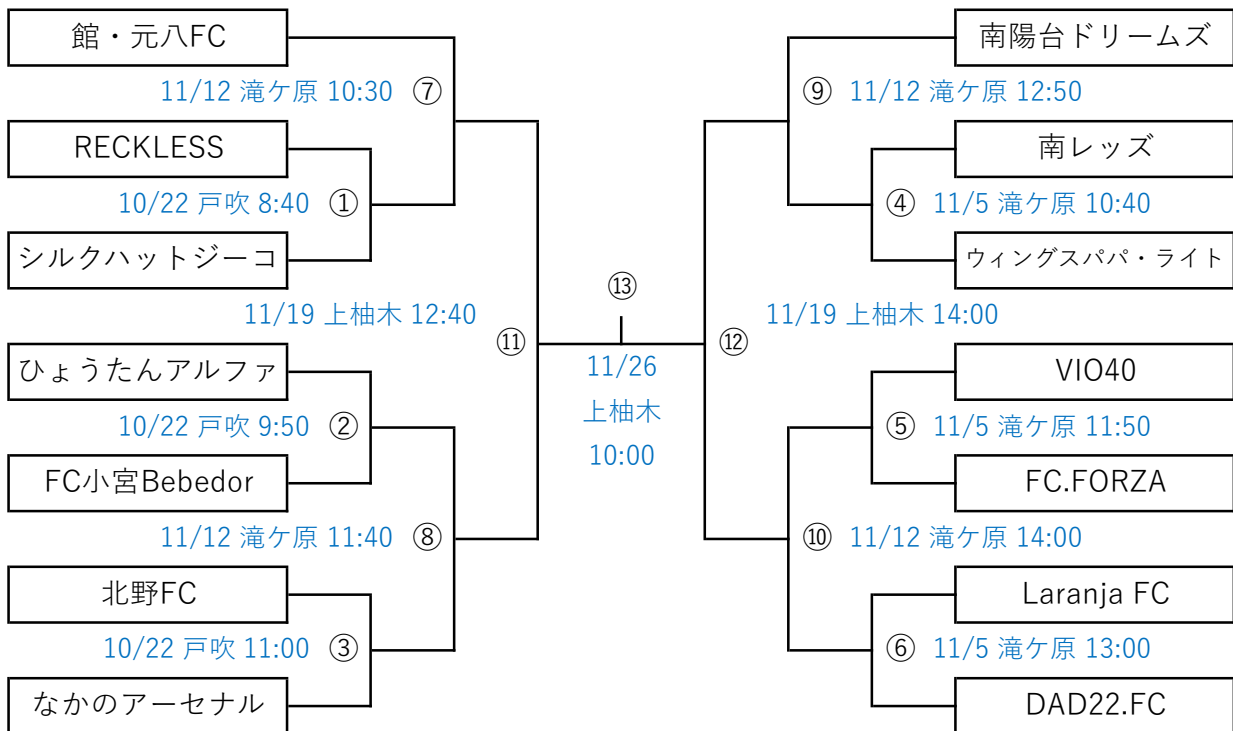 館・元八FC
11/12 滝ケ原 10:30 ⑦
RECKLESS
10/22 戸吹 8:40 ①
シルクハットジーコ
11/19 上柚木 12:40 ⑪
ひょうたんアルファ
10/22 戸吹 9:50 ②
FC小宮Bebedor
11/12 滝ケ原 11:40 ⑧
北野FC
10/22 戸吹 11:00 ③
なかのアーセナル
⑬
11/26
上柚木
10:00
南陽台ドリームズ
⑨ 11/12 滝ケ原 12:50
南レッズ
④ 11/5 滝ケ原 10:40
ウィングスパパ・ライト
⑫ 11/19 上柚木 14:00
VIO40
⑤ 11/5 滝ケ原 11:50
FC.FORZA
⑩ 11/12 滝ケ原 14:00
Laranja FC
⑥ 11/5 滝ケ原 13:00
DAD22.FC